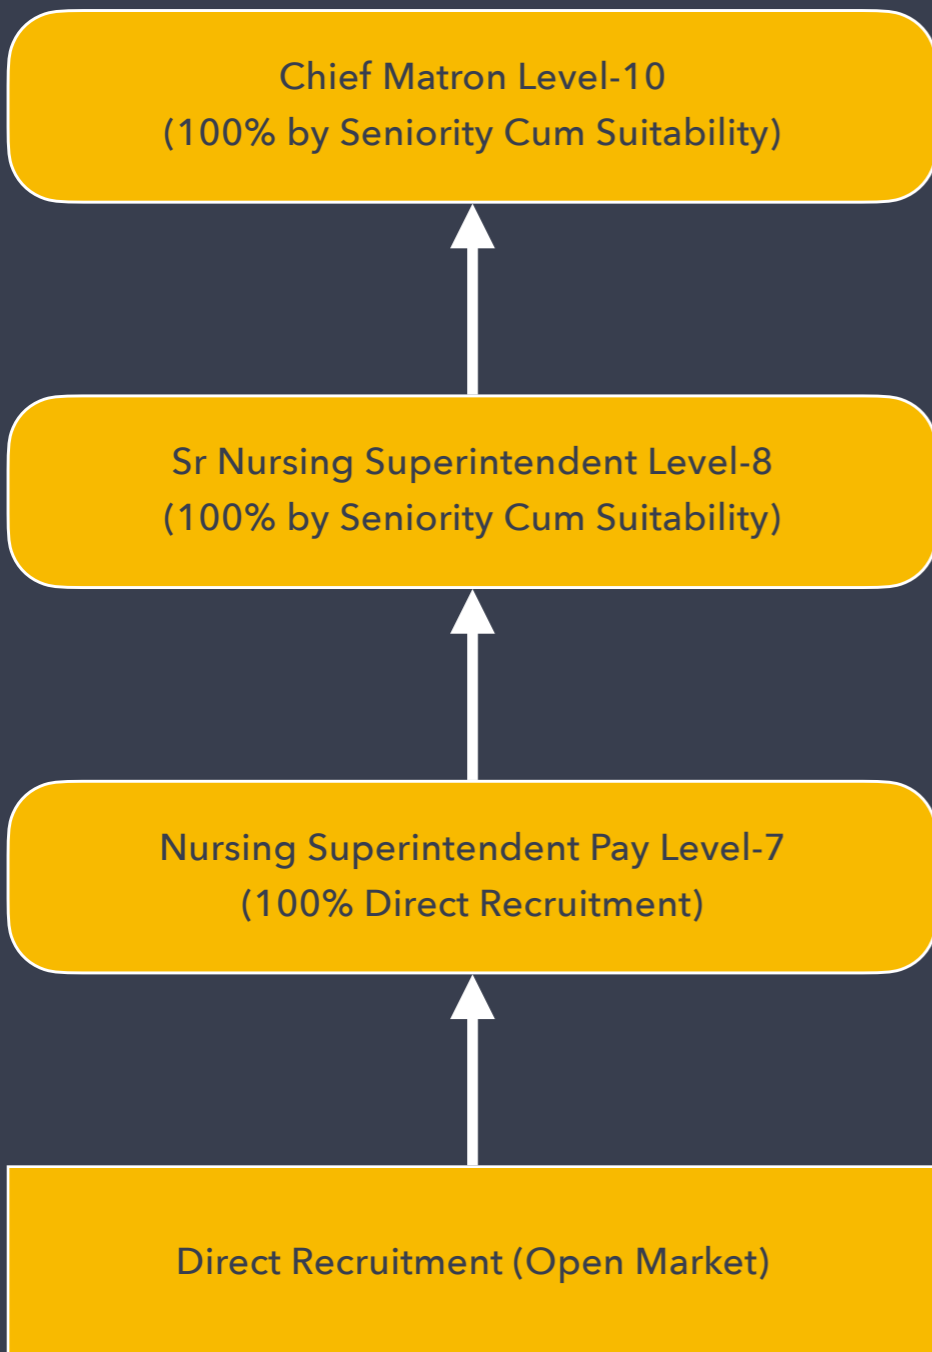 Chief Matron Level-10
(100% by Seniority Cum Suitability)
Sr Nursing Superintendent Level-8
(100% by Seniority Cum Suitability)
Nursing Superintendent Pay Level-7
(100% Direct Recruitment)
Direct Recruitment (Open Market)